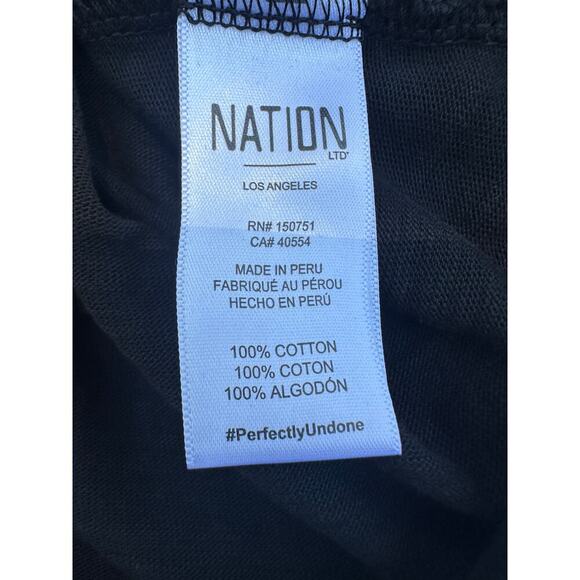 NATION
LTD
LOS ANGELES
RN# 150751
CA# 40554
MADE IN PERU
FABRIQUÉ AU PÉROU
HECHO EN PERÚ
100% COTTON
100% COTON
100% ALGODÓN
#PerfectlyUndone